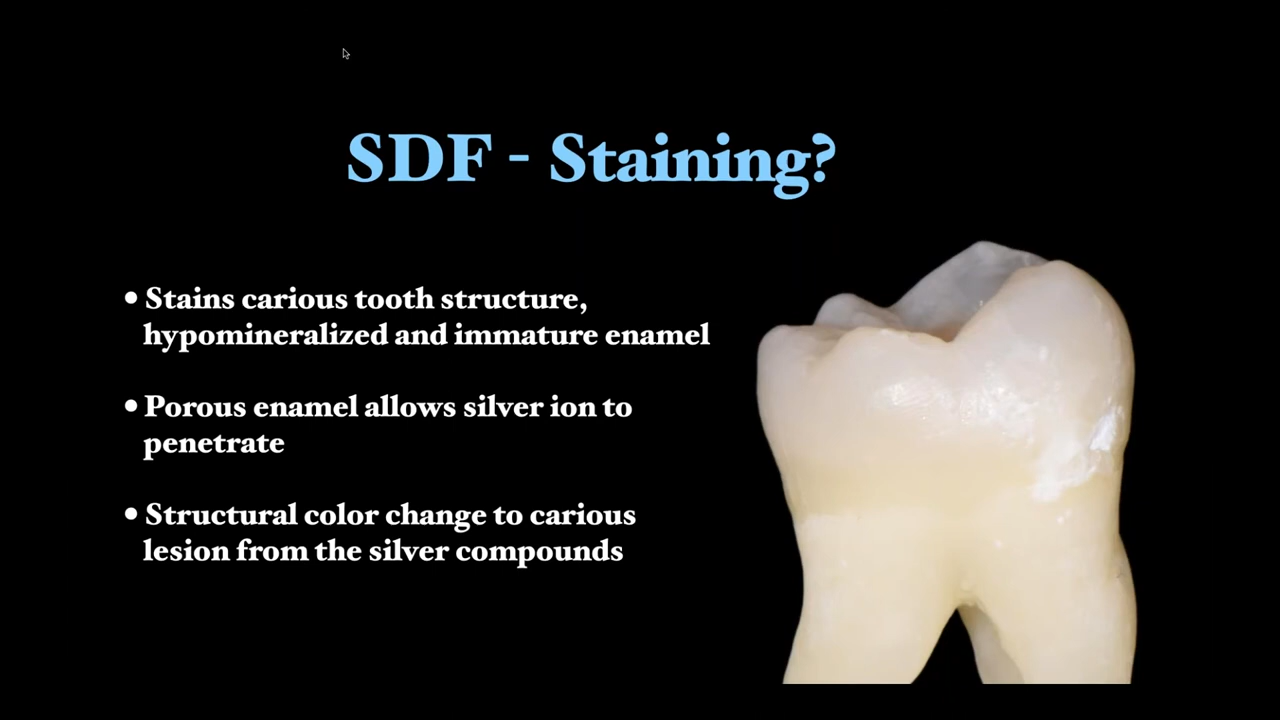 SDF - Staining?
• Stains carious tooth structure,
hypomineralized and immature enamel
• Porous enamel allows silver ion to
penetrate
• Structural color change to carious
lesion from the silver compounds